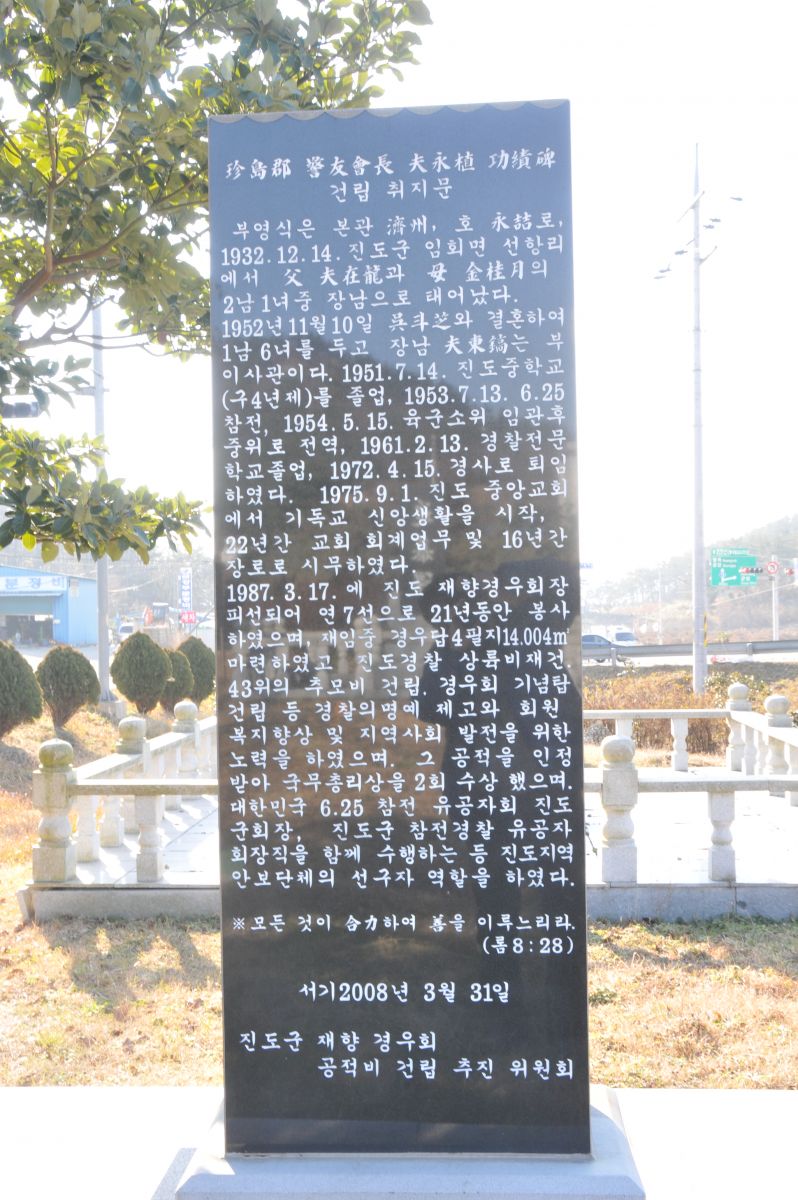 珍島郡 警友會長 夫永植 功績碑
건립 취지문
부영식은 본관 濟州, 호 永喆로,
1932.12.14. 진도군 임회면 선항리
에서 父 夫在龍과 母 金桂月의
2남 1녀중 장남으로 태어났다.
1952년 11월 10일 吳斗芝와 결혼하여
1남 6녀를 두고 장남 夫東鎬는 부
이사관이다. 1951.7.14. 진도중학교
(구4년제)를 졸업, 1953.7.13. 6.25
참전, 1954.5.15. 육군소위 임관후
중위로 전역, 1961.2.13. 경찰전문
학교졸업, 1972.4.15. 경사로 퇴임
하였다. 1975.9.1. 진도 중앙교회
에서 기독교 신앙생활을 시작,
22년간 교회 회계업무 및 16년간
장로로 시무하였다.
1987.3.17.에 진도 재향경우회장
피선되어 연 7선으로 21년동안 봉사
하였으며, 재임중 경우답4필지14.004㎡
마련하였고 진도경찰 상륙비재건.
43위의 추모비 건립. 경우회 기념탑
건립 등 경찰의명예 제고와 회원
복지향상 및 지역사회 발전을 위한
노력을 하였으며. 그 공적을 인정
받아 국무총리상을 2회 수상 했으며.
대한민국 6.25 참전 유공자회 진도
군회장, 진도군 참전경찰 유공자
회장직을 함께 수행하는 등 진도지역
안보단체의 선구자 역할을 하였다.
※모든 것이 合力하여 善을 이루느리라.
(롬8:28)
서기2008년 3월 31일
진도군 재향 경우회
공적비 건립 추진 위원회